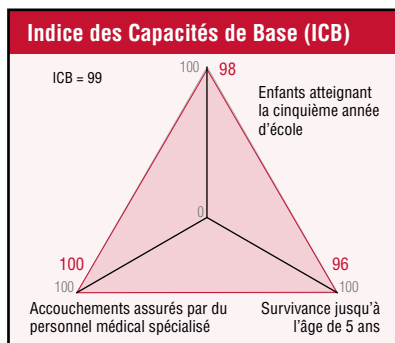 Indice des Capacités de Base (ICB)
ICB = 99
100
98
Enfants atteignant
la cinquième année
d'école
0
100
100
Accouchements assurés par du
personnel médical spécialisé
96
100
Survivance jusqu'à
l'âge de 5 ans